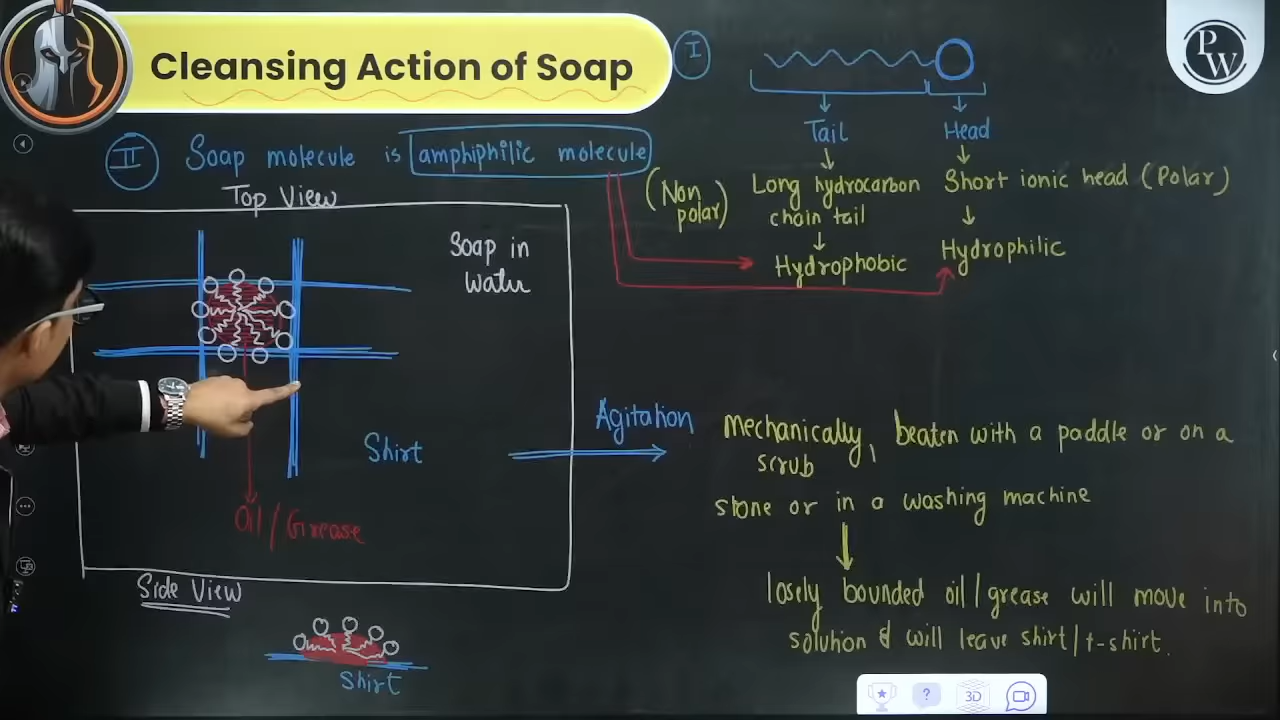 Cleansing Action of Soap
I
P
W
Tail
Head
II Soap molecule is amphiphilic molecule
Top View
(Non polar)
Long hydrocarbon
chain tail
Short ionic head (Polar)
Hydrophobic
Hydrophilic
Soap in
water
Shirt
Oil/Grease
Agitation
Mechanically, beaten with a paddle or on a
scrub
stone or in a washing machine
losely bounded oil/grease will move into
solution & will leave shirt/t-shirt.
Side View
Shirt
?
3D